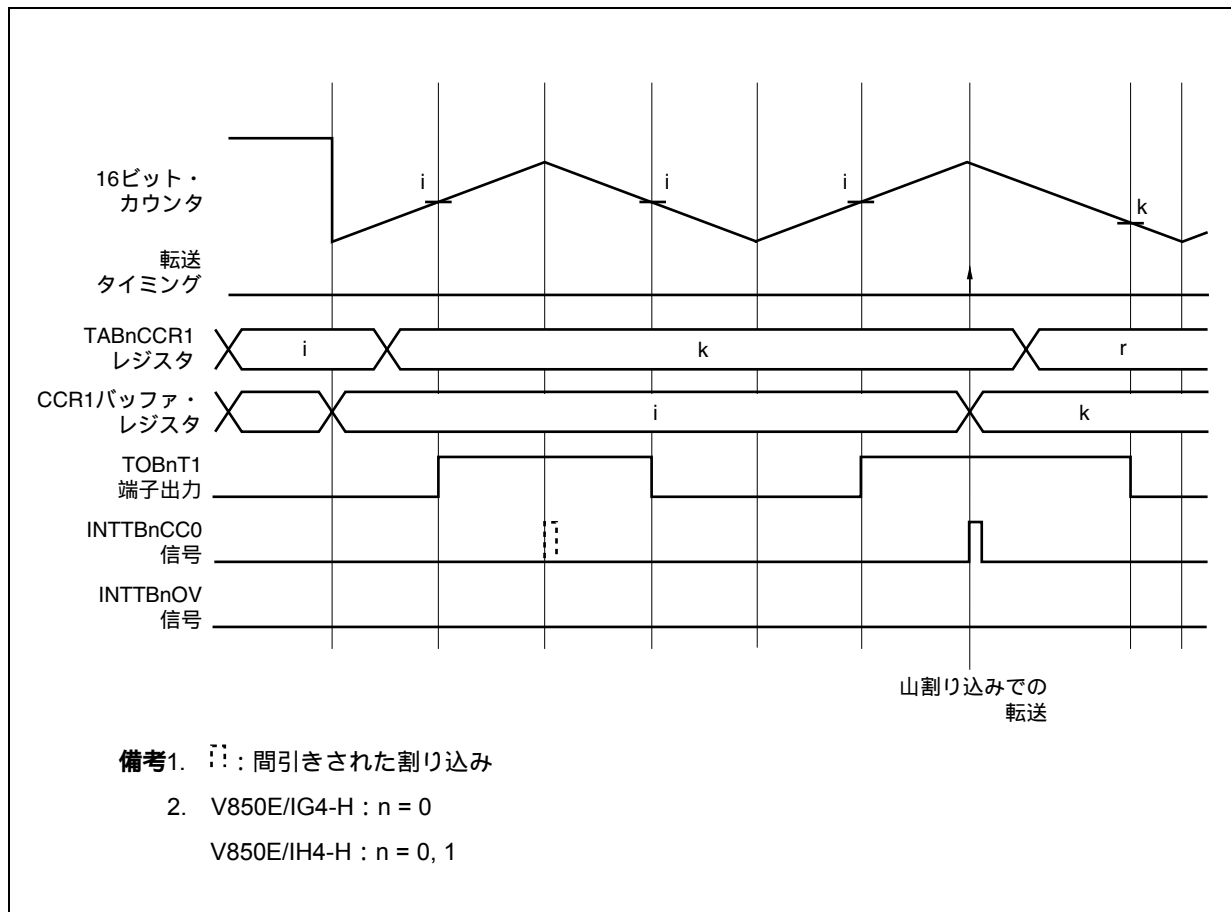 16ビット・
カウンタ
i
i
i
k
転送
タイミング
TABnCCR1
レジスタ
i
k
r
CCR1バッファ・
レジスタ
i
k
TOBnT1
端子出力
INTTBnCC0
信号
INTTBnOV
信号
山割り込みでの
転送
備考1. :間引きされた割り込み
2. V850E/IG4-H:n = 0
V850E/IH4-H:n = 0, 1